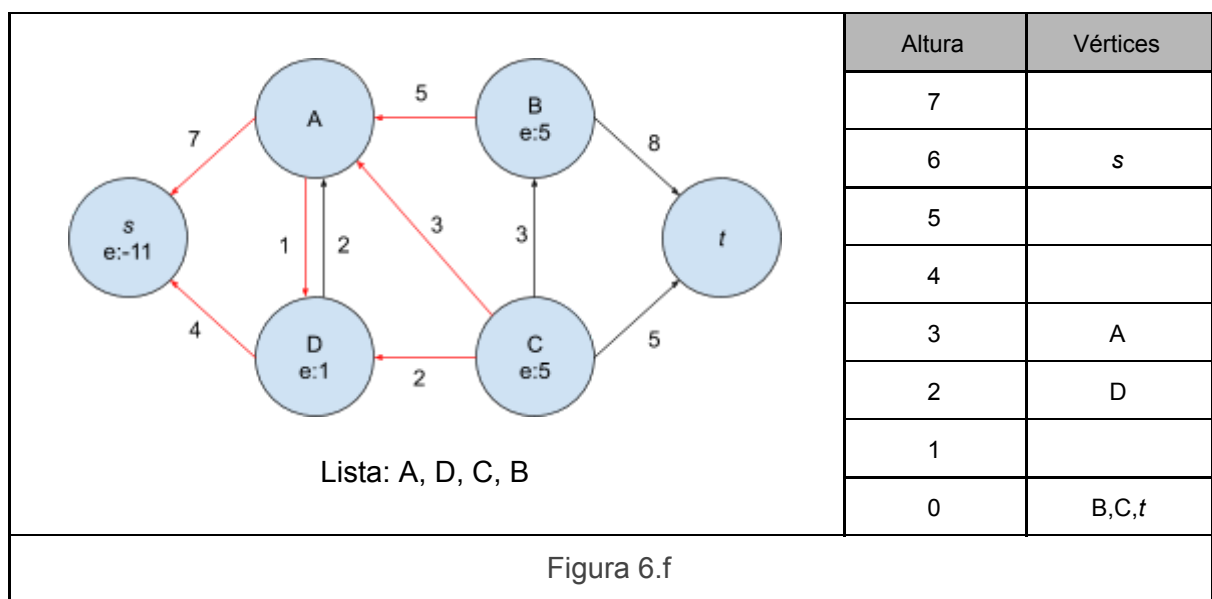 A
B
e:5
5
7
8
s
e:-11
1
2
3
3
t
4
D
e:1
2
C
e:5
5
Lista: A, D, C, B
Altura Vértices
7
6 s
5
4
3 A
2 D
1
0 B,C,t
Figura 6.f